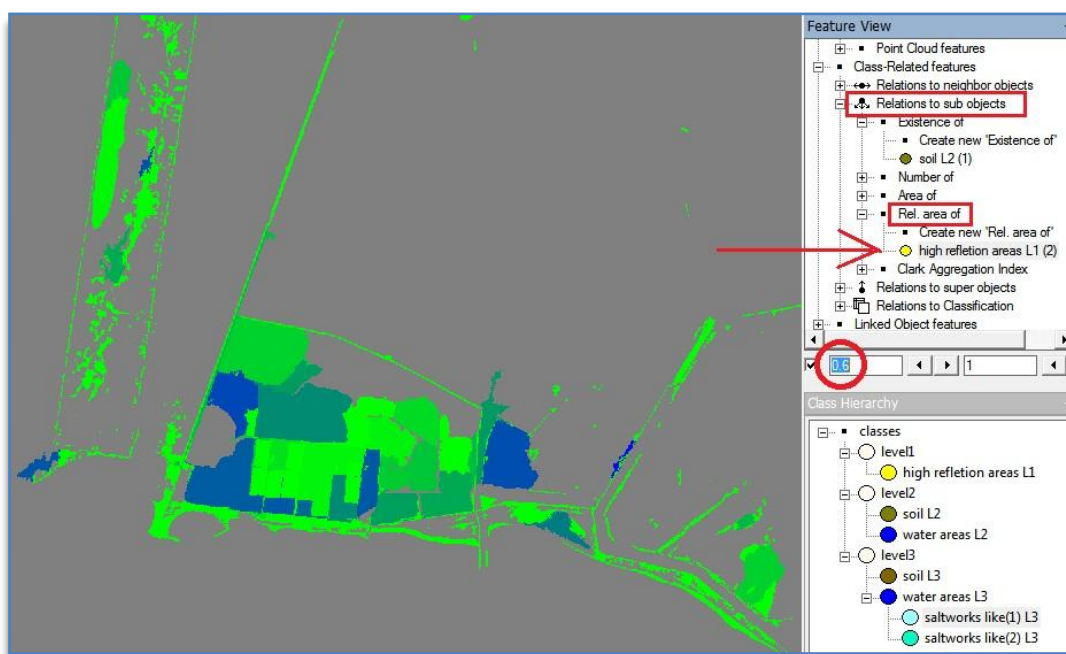 Feature View
Point Cloud features
Class-Related features
Relations to neighbor objects
Relations to sub objects
Existence of
Create new 'Existence of'
soil L2 (1)
Number of
Area of
Rel. area of
Create new 'Rel. area of'
high refletion areas L1 (2)
Clark Aggregation Index
Relations to super objects
Relations to Classification
Linked Object features
0.6 1
Class Hierarchy
classes
level1
high refletion areas L1
level2
soil L2
water areas L2
level3
soil L3
water areas L3
saltworks like(1) L3
saltworks like(2) L3